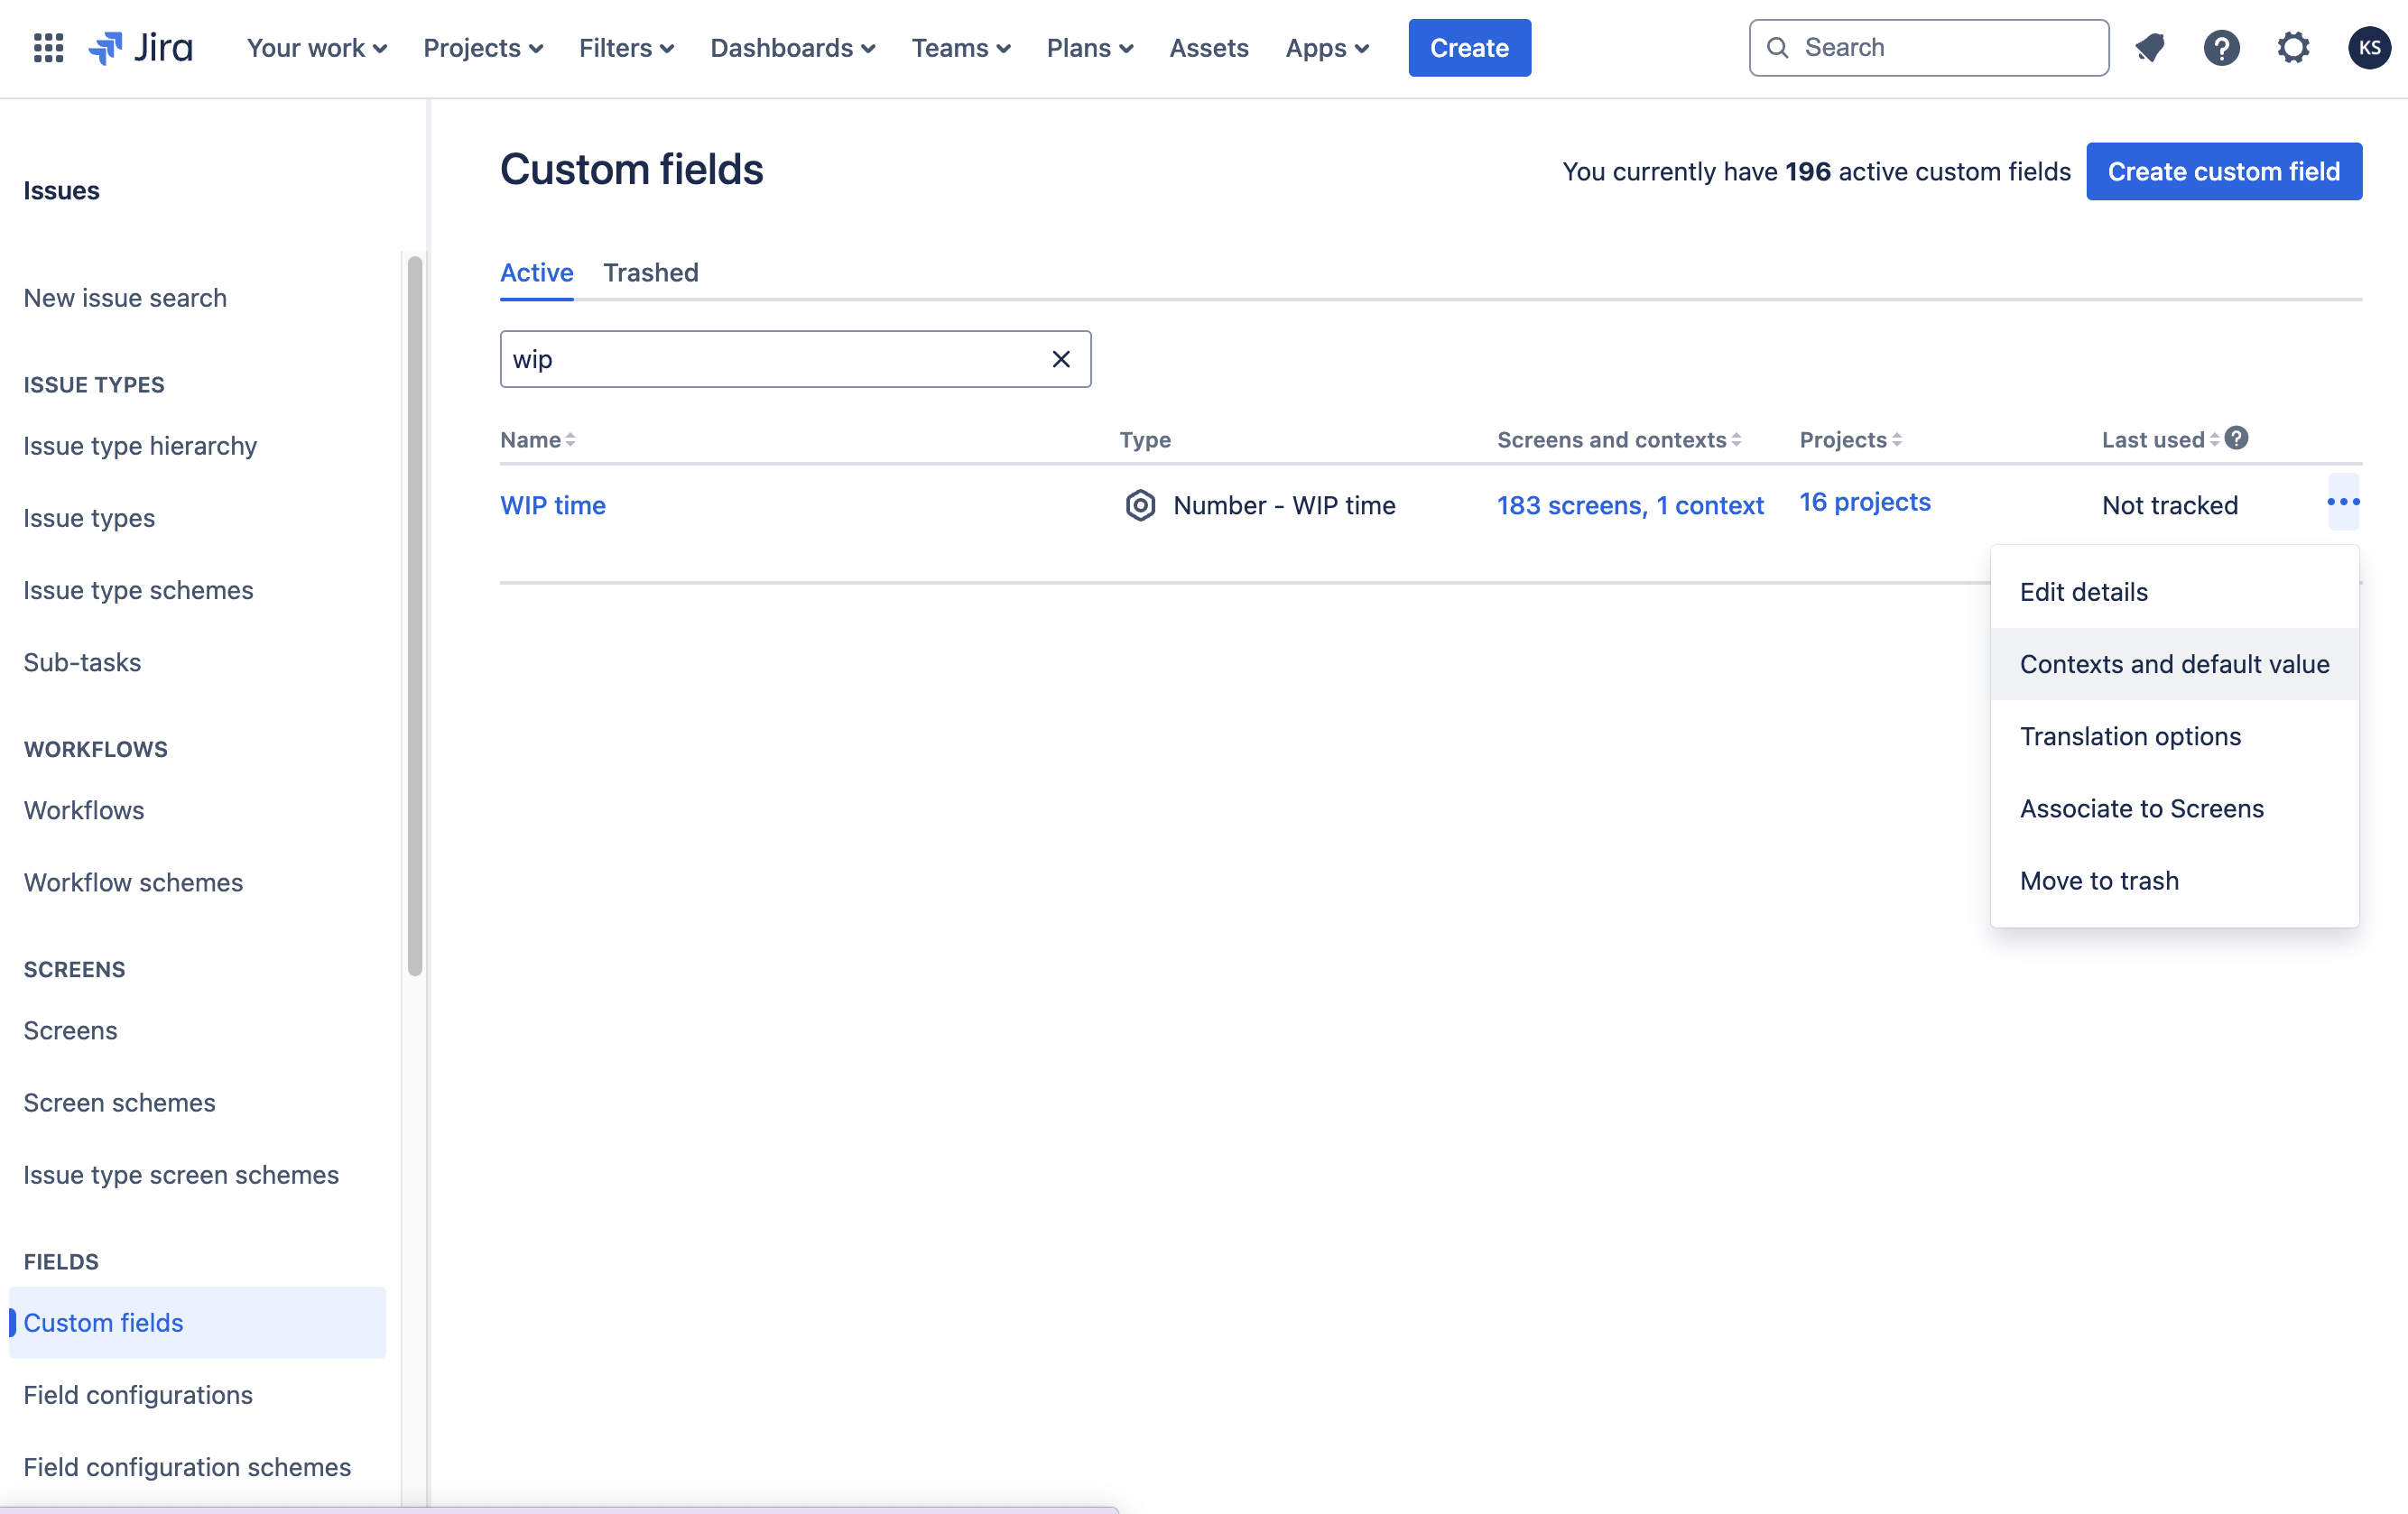 Jira Your work Projects Filters Dashboards Teams Plans Assets Apps Create Search KS
Issues
New issue search
ISSUE TYPES
Issue type hierarchy
Issue types
Issue type schemes
Sub-tasks
WORKFLOWS
Workflows
Workflow schemes
SCREENS
Screens
Screen schemes
Issue type screen schemes
FIELDS
Custom fields
Field configurations
Field configuration schemes
Custom fields
You currently have 196 active custom fields Create custom field
Active Trashed
wip
Name Type Screens and contexts Projects Last used
WIP time Number - WIP time 183 screens, 1 context 16 projects Not tracked
Edit details
Contexts and default value
Translation options
Associate to Screens
Move to trash